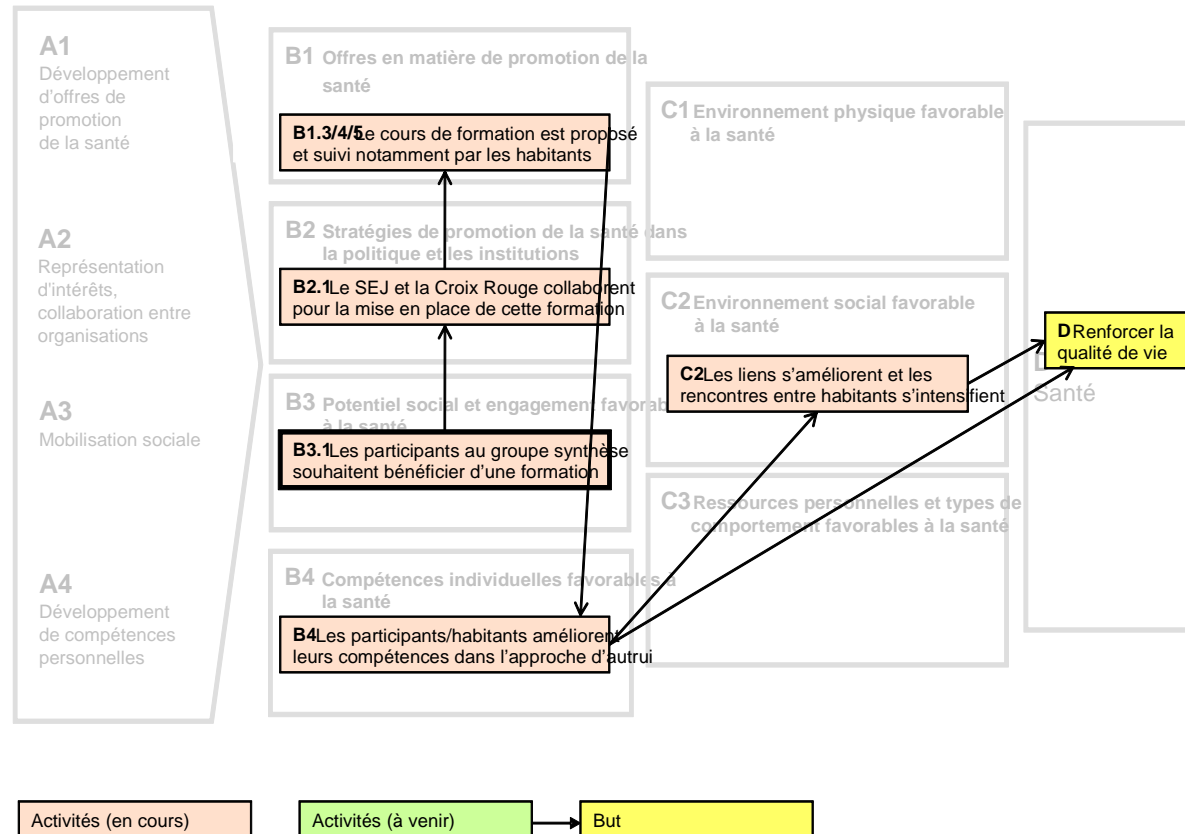 A1
Développement
d'offres de
promotion
de la santé
A2
Représentation
d'intérêts,
collaboration entre
organisations
A3
Mobilisation sociale
A4
Développement
de compétences
personnelles
B1 Offres en matière de promotion de la
santé
B1.3/4/5Le cours de formation est proposé
et suivi notamment par les habitants
B2 Stratégies de promotion de la santé dans
la politique et les institutions
B2.1Le SEJ et la Croix Rouge collaborent
pour la mise en place de cette formation
B3 Potentiel social et engagement favorab
à la santé
B3.1Les participants au groupe synthèse
souhaitent bénéficier d'une formation
B4 Compétences individuelles favorables à
la santé
B4Les participants/habitants améliorent
leurs compétences dans l'approche d'autrui
C1 Environnement physique favorable
à la santé
C2 Environnement social favorable
à la santé
C2Les liens s'améliorent et les
rencontres entre habitants s'intensifient
C3 Ressources personnelles et types de
comportement favorables à la santé
D Renforcer la
qualité de vie
Santé
Activités (en cours)
Activités (à venir)
But